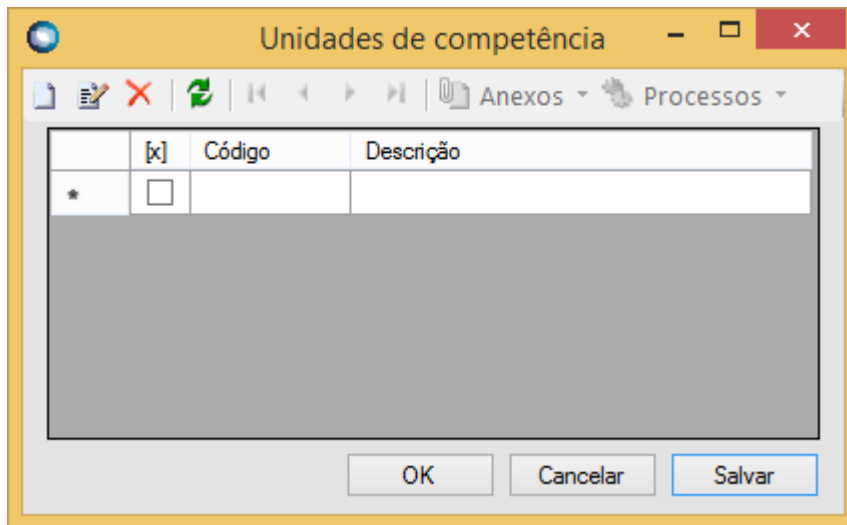 Unidades de competência
Anexos Processos
[x] Código Descrição
*
OK Cancelar Salvar